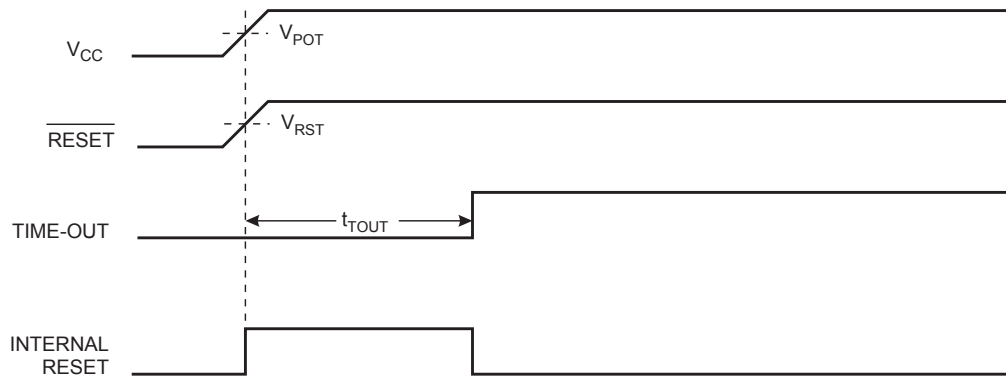 V_CC
V_POT
RESET
V_RST
TIME-OUT
t_TOUT
INTERNAL
RESET